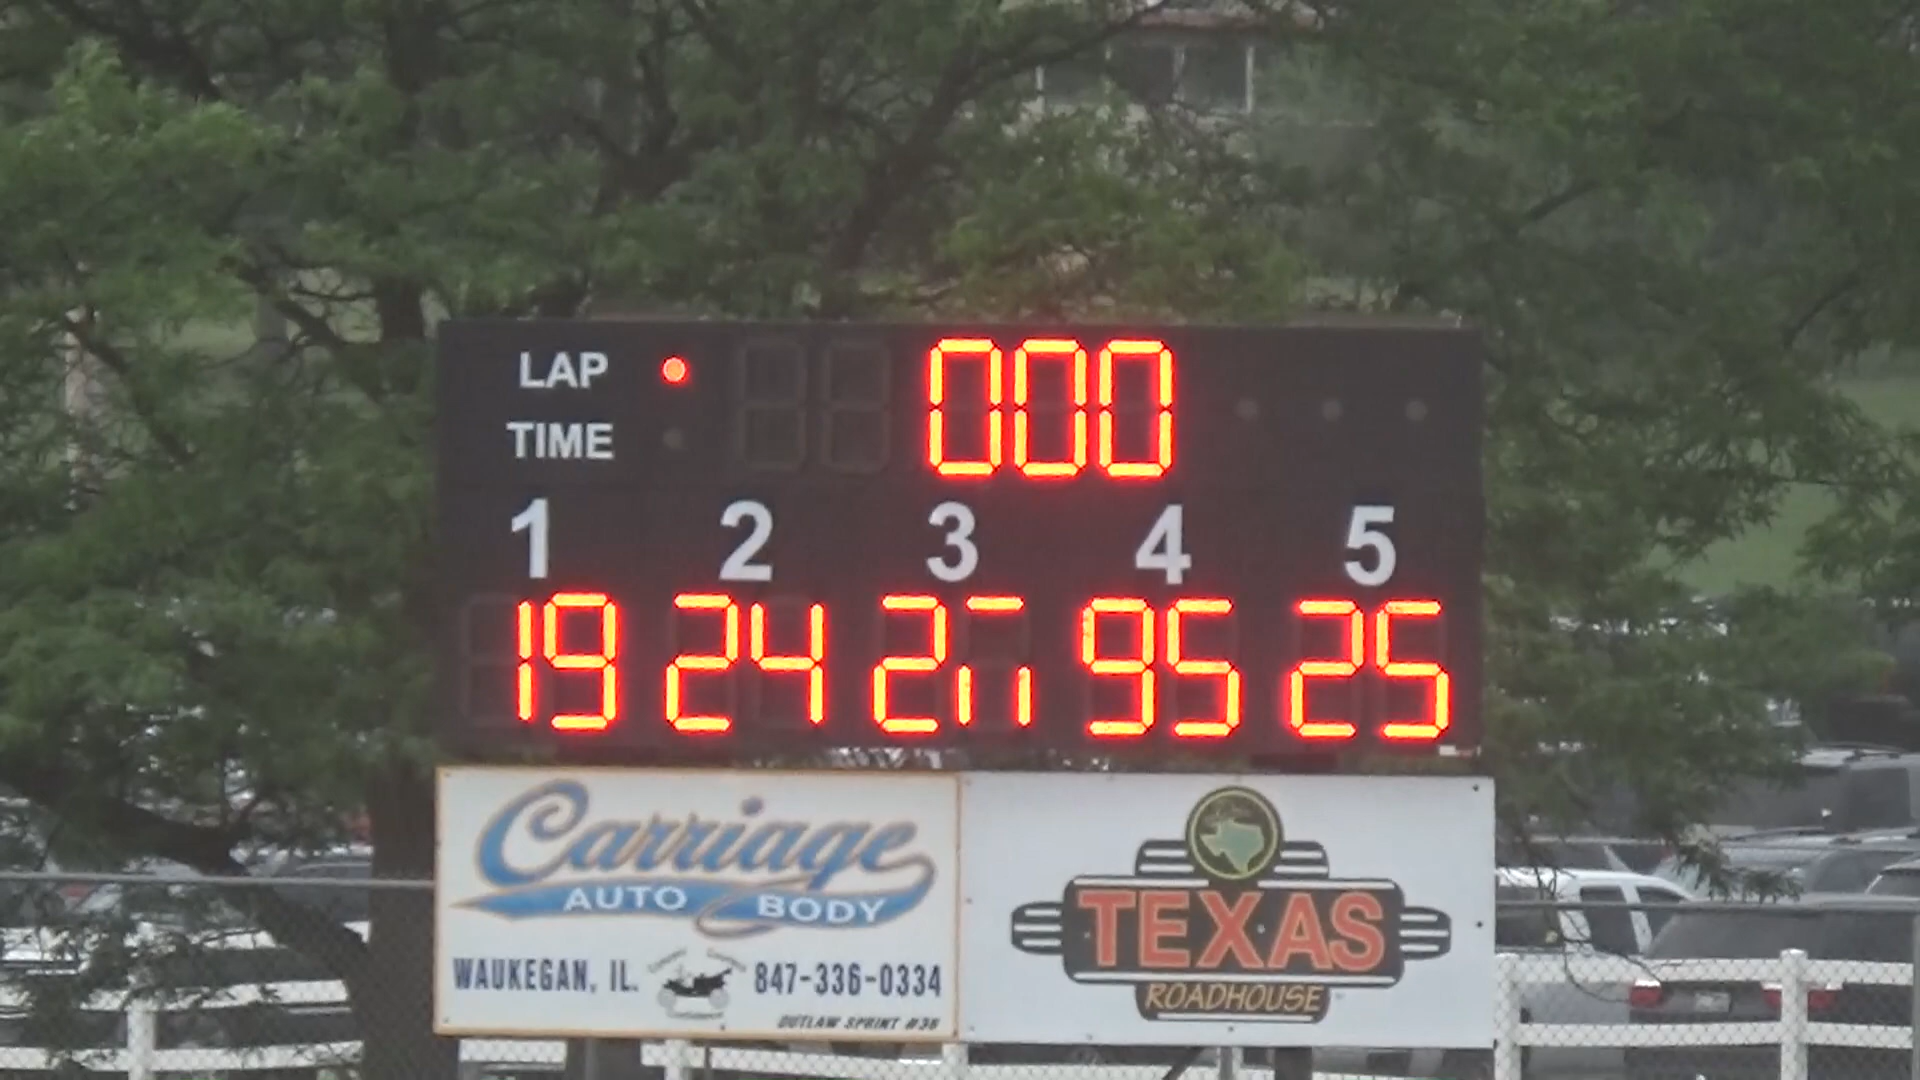 LAP 000
TIME
1 2 3 4 5
19 24 95 25
Carriage
AUTO BODY
WAUKEGAN, IL. 847-336-0334
OUTLAW SPRINT #36
TEXAS
ROADHOUSE